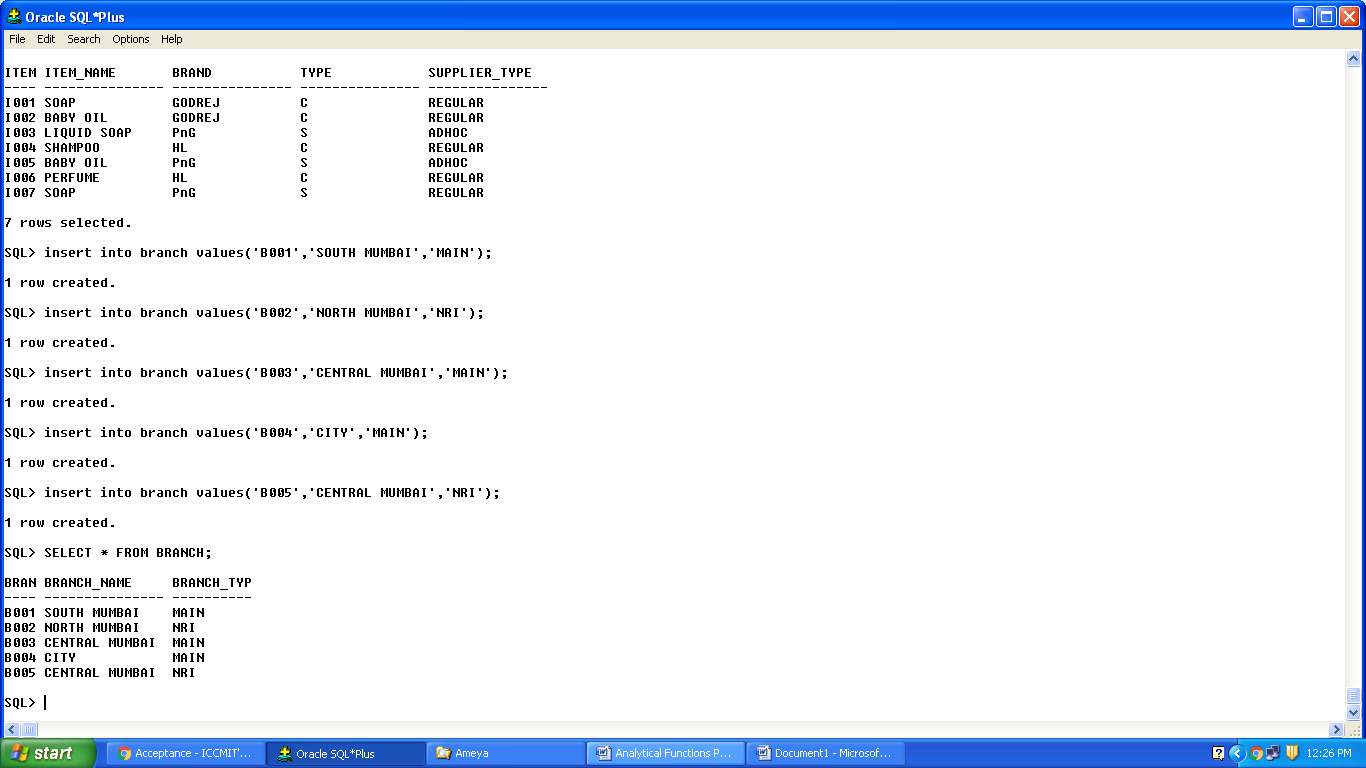 Oracle SQL*Plus
File Edit Search Options Help
ITEM ITEM_NAME       BRAND           TYPE            SUPPLIER_TYPE
---- --------------- --------------- --------------- ---------------
I001 SOAP            GODREJ          C               REGULAR
I002 BABY OIL        GODREJ          C               REGULAR
I003 LIQUID SOAP     PnG             S               ADHOC
I004 SHAMPOO         HL              C               REGULAR
I005 BABY OIL        PnG             S               ADHOC
I006 PERFUME         HL              C               REGULAR
I007 SOAP            PnG             S               REGULAR
7 rows selected.
SQL> insert into branch values('B001','SOUTH MUMBAI','MAIN');
1 row created.
SQL> insert into branch values('B002','NORTH MUMBAI','NRI');
1 row created.
SQL> insert into branch values('B003','CENTRAL MUMBAI','MAIN');
1 row created.
SQL> insert into branch values('B004','CITY','MAIN');
1 row created.
SQL> insert into branch values('B005','CENTRAL MUMBAI','NRI');
1 row created.
SQL> SELECT * FROM BRANCH;
BRAN BRANCH_NAME     BRANCH_TYP
---- --------------- ----------
B001 SOUTH MUMBAI    MAIN
B002 NORTH MUMBAI    NRI
B003 CENTRAL MUMBAI  MAIN
B004 CITY            MAIN
B005 CENTRAL MUMBAI  NRI
SQL>
start Acceptance - ICCMIT'... Oracle SQL*Plus Ameya Analytical Functions P... Document1 - Microsof... 12:26 PM